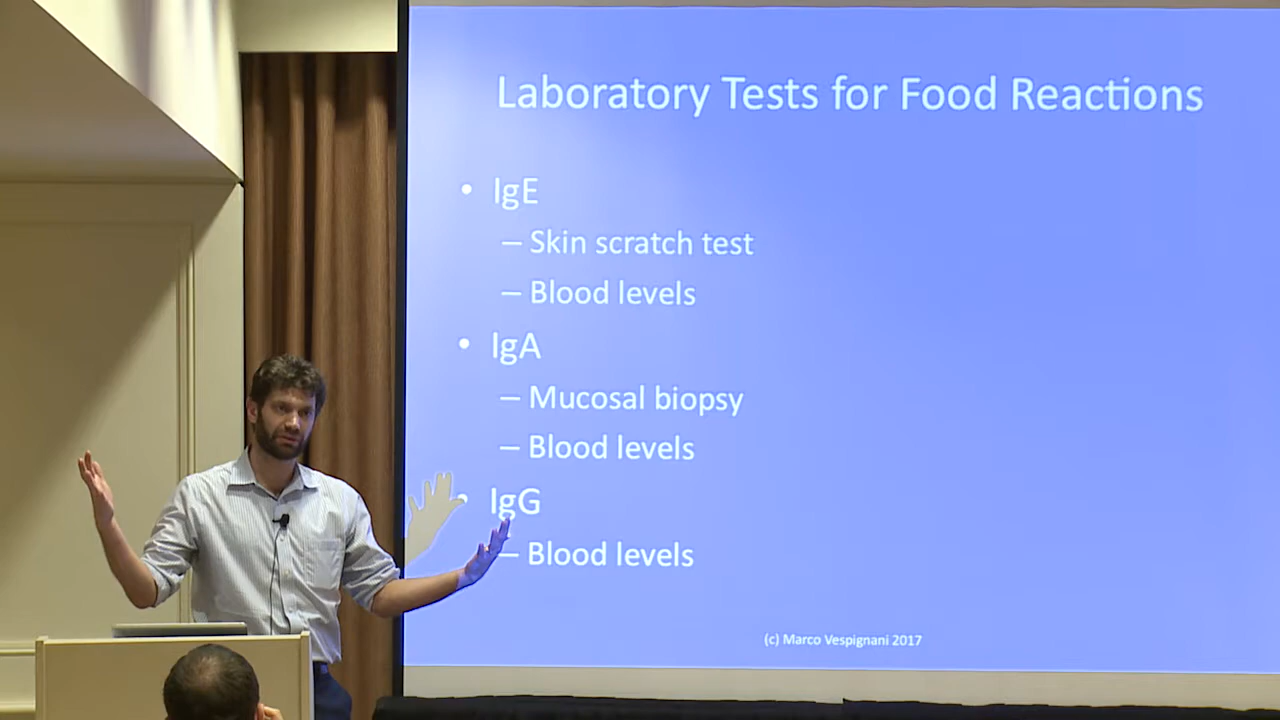 Laboratory Tests for Food Reactions
• IgE
– Skin scratch test
– Blood levels
• IgA
– Mucosal biopsy
– Blood levels
• IgG
– Blood levels
(c) Marco Vespignani 2017